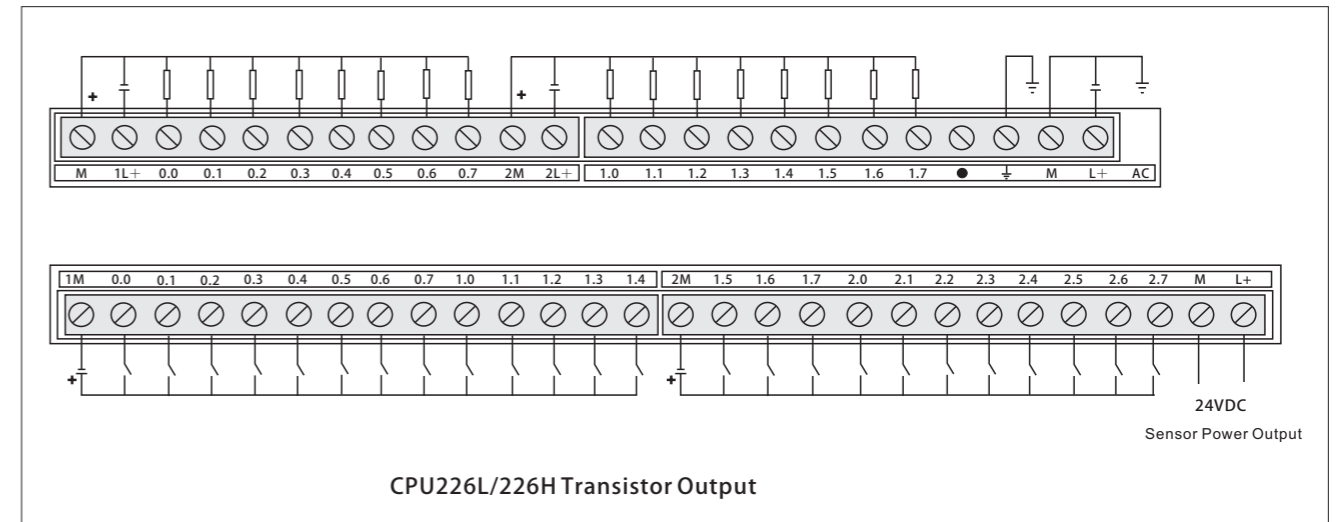 + +
M 1L+ 0.0 0.1 0.2 0.3 0.4 0.5 0.6 0.7 2M 2L+ 1.0 1.1 1.2 1.3 1.4 1.5 1.6 1.7 ● ⏚ M L+ AC
1M 0.0 0.1 0.2 0.3 0.4 0.5 0.6 0.7 1.0 1.1 1.2 1.3 1.4 2M 1.5 1.6 1.7 2.0 2.1 2.2 2.3 2.4 2.5 2.6 2.7 M L+
+ +
24VDC
Sensor Power Output
CPU226L/226H Transistor Output